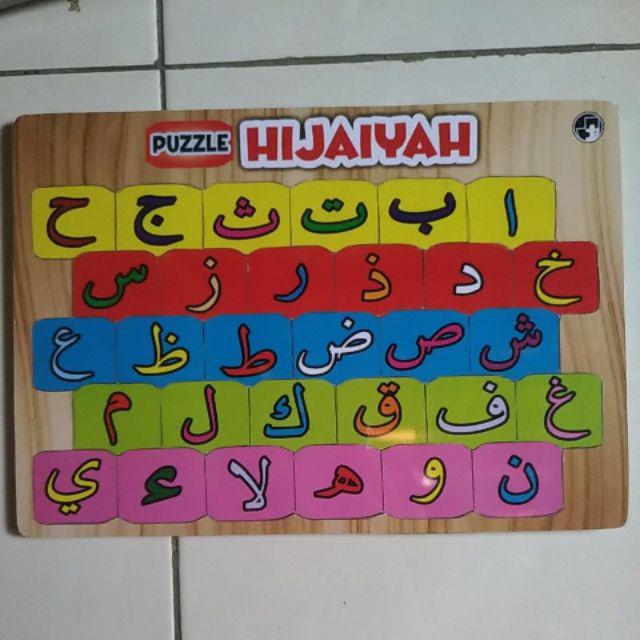 PUZZLE HIJAIYAH
ا ب ت ث ج ح
خ د ذ ر ز س
ش ص ض ط ظ ع
غ ف ق ك ل م
ن و ه لا ء ي